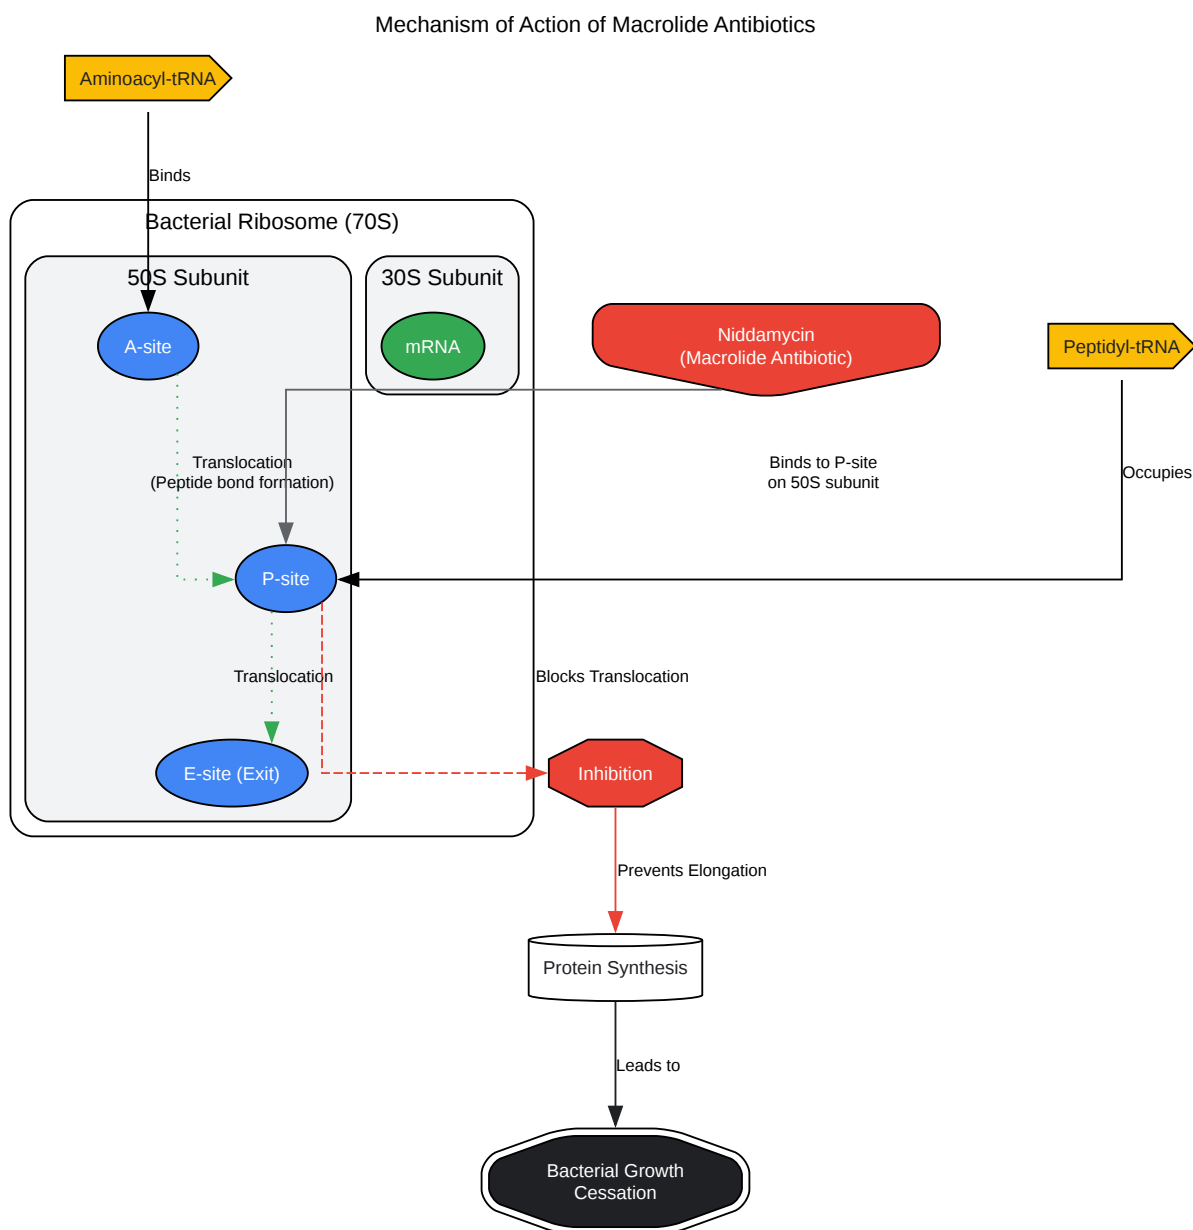 Mechanism of Action of Macrolide Antibiotics
Aminoacyl-tRNA
Binds
Bacterial Ribosome (70S)
50S Subunit
30S Subunit
A-site
mRNA
Niddamycin
(Macrolide Antibiotic)
Peptidyl-tRNA
Translocation
(Peptide bond formation)
Binds to P-site
on 50S subunit
Occupies
P-site
Translocation
Blocks Translocation
E-site (Exit)
Inhibition
Prevents Elongation
Protein Synthesis
Leads to
Bacterial Growth
Cessation